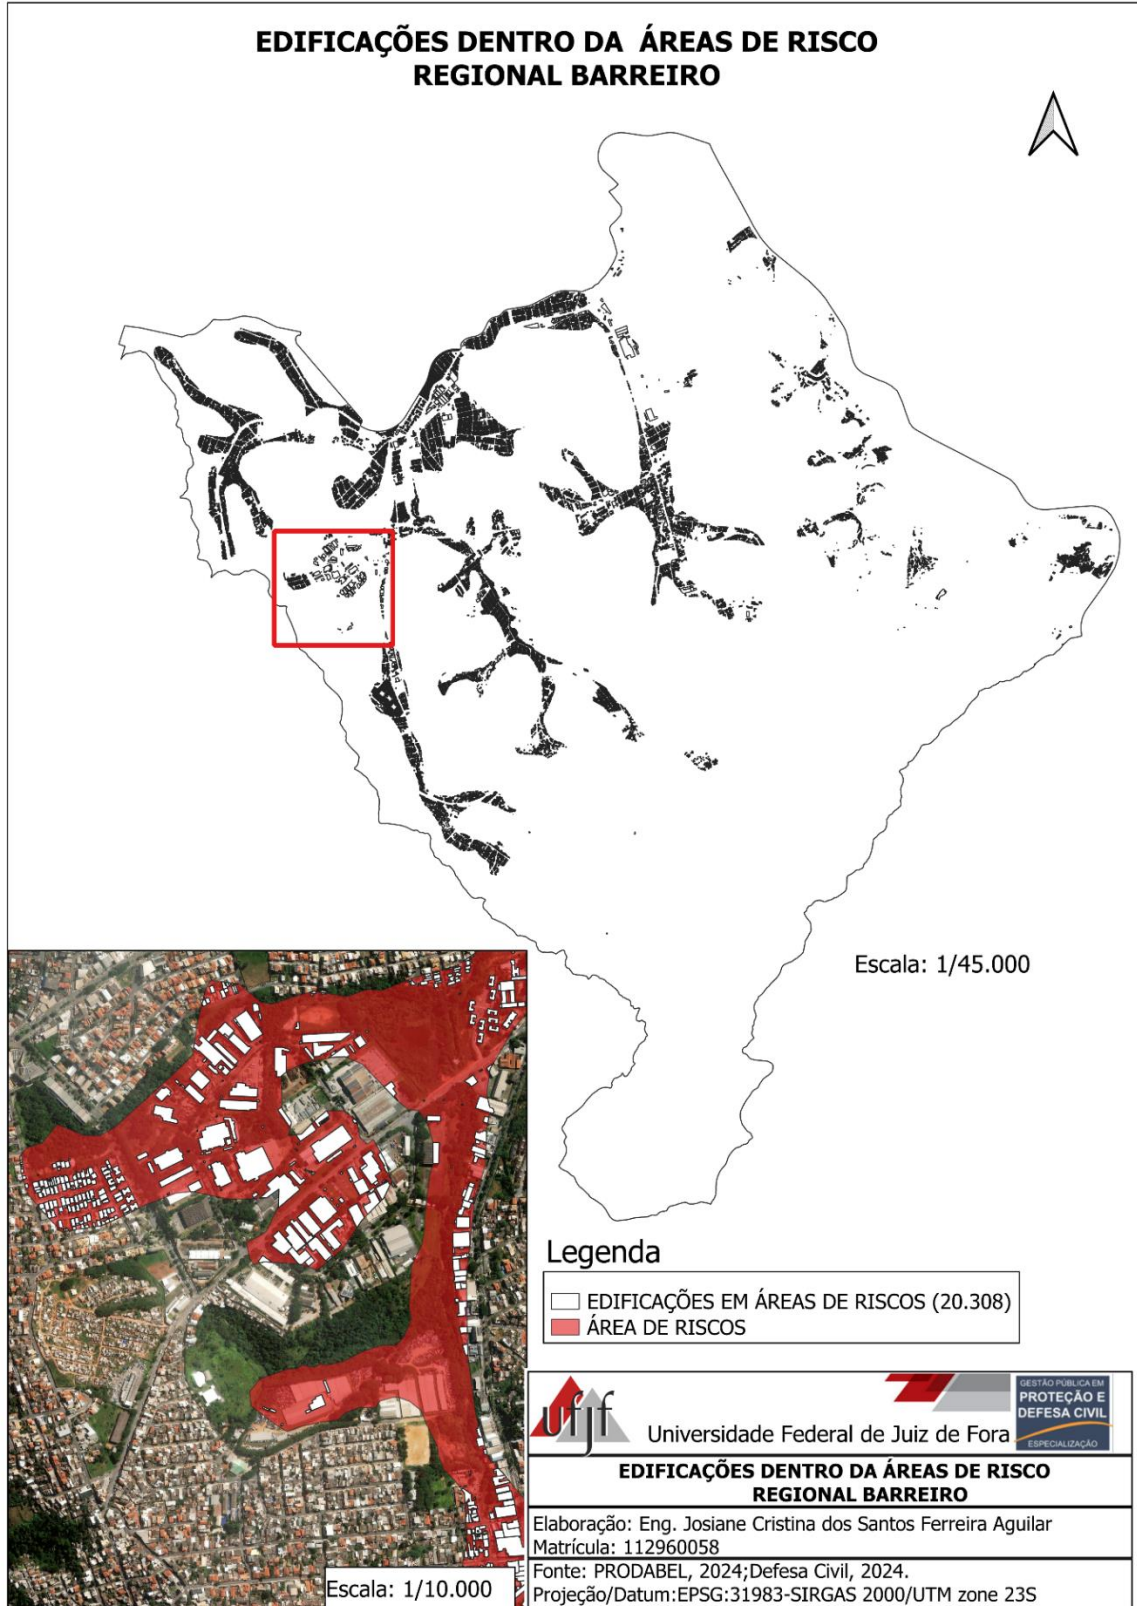 EDIFICAÇÕES DENTRO DA ÁREAS DE RISCO
REGIONAL BARREIRO
Escala: 1/45.000
Legenda
EDIFICAÇÕES EM ÁREAS DE RISCOS (20.308)
ÁREA DE RISCOS
ufjf
Universidade Federal de Juiz de Fora
GESTÃO PÚBLICA EM
PROTEÇÃO E
DEFESA CIVIL
ESPECIALIZAÇÃO
EDIFICAÇÕES DENTRO DA ÁREAS DE RISCO
REGIONAL BARREIRO
Elaboração: Eng. Josiane Cristina dos Santos Ferreira Aguilar
Matrícula: 112960058
Fonte: PRODABEL, 2024;Defesa Civil, 2024.
Projeção/Datum:EPSG:31983-SIRGAS 2000/UTM zone 23S
Escala: 1/10.000